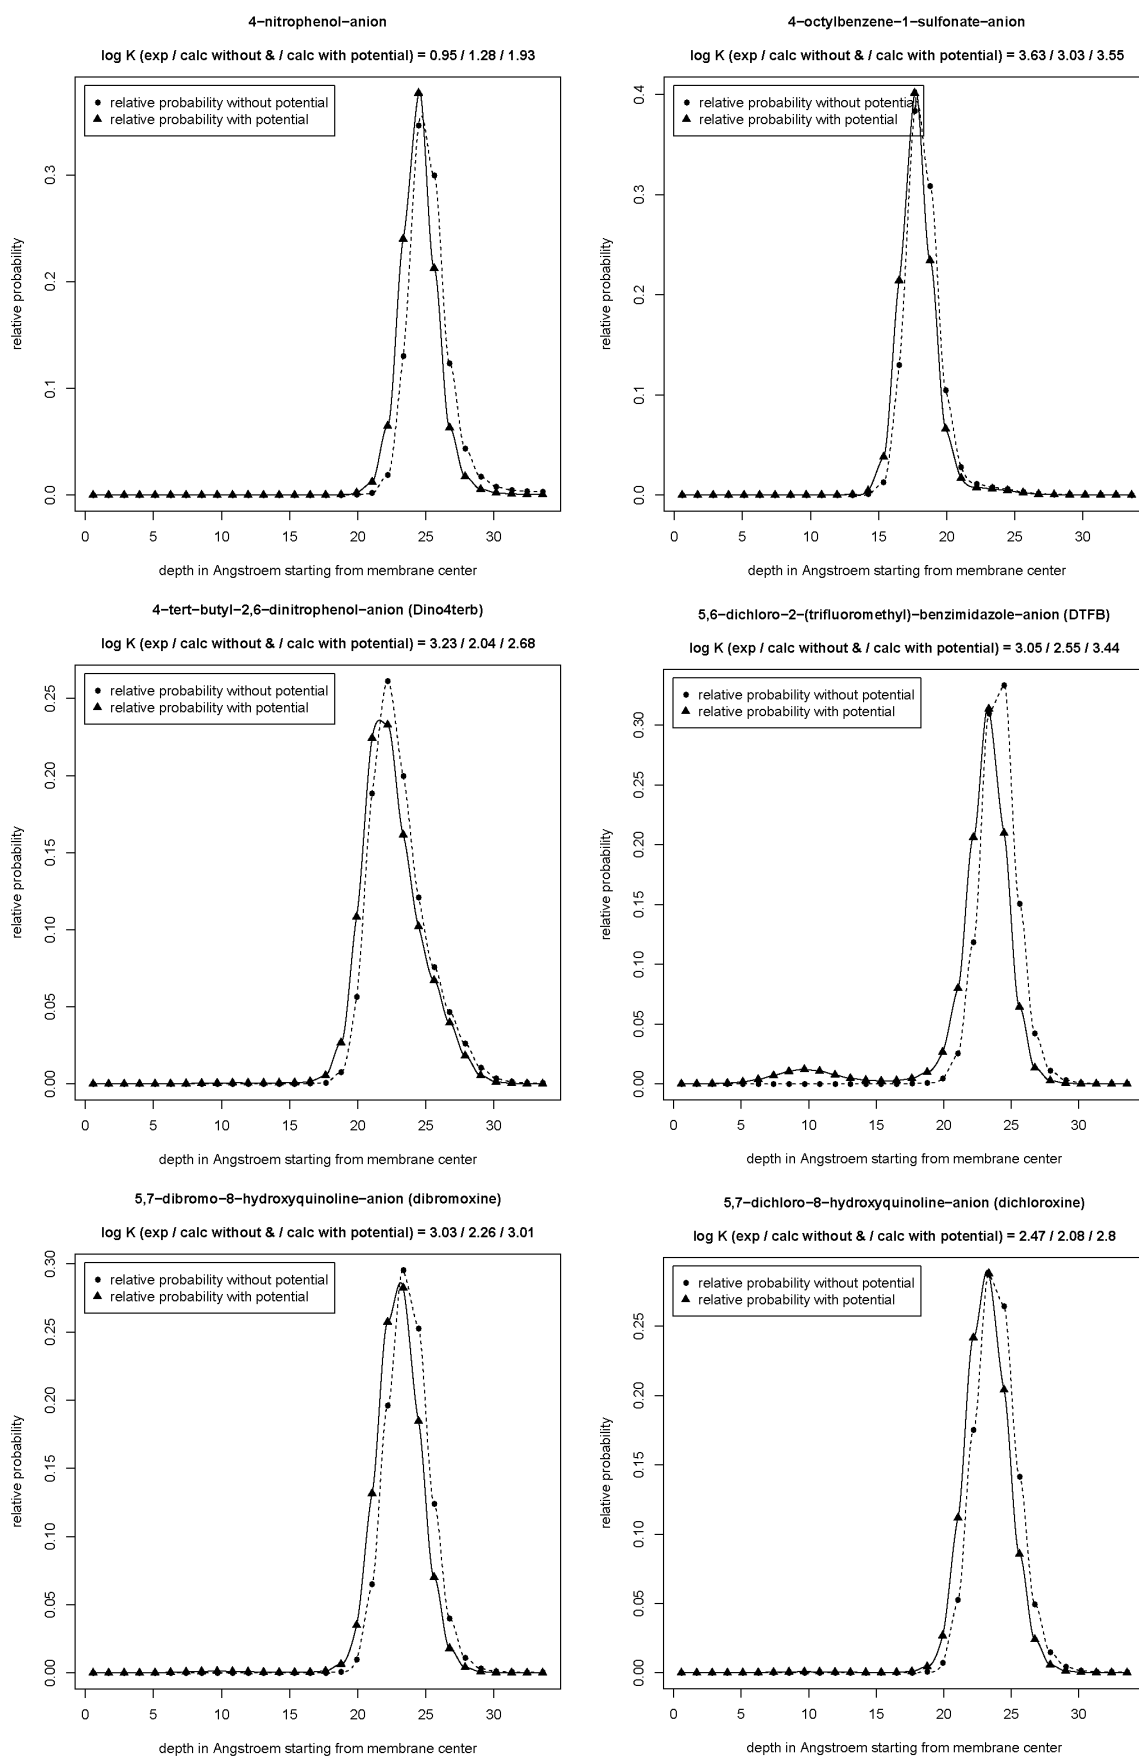 4−nitrophenol−anion
log K (exp / calc without & / calc with potential) = 0.95 / 1.28 / 1.93
relative probability without potential
relative probability with potential
relative probability
0.0
0.1
0.2
0.3
0 5 10 15 20 25 30
depth in Angstroem starting from membrane center
4−octylbenzene−1−sulfonate−anion
log K (exp / calc without & / calc with potential) = 3.63 / 3.03 / 3.55
relative probability without potential
relative probability with potential
relative probability
0.0
0.1
0.2
0.3
0.4
0 5 10 15 20 25 30
depth in Angstroem starting from membrane center
4−tert−butyl−2,6−dinitrophenol−anion (Dino4terb)
log K (exp / calc without & / calc with potential) = 3.23 / 2.04 / 2.68
relative probability without potential
relative probability with potential
relative probability
0.00
0.05
0.10
0.15
0.20
0.25
0 5 10 15 20 25 30
depth in Angstroem starting from membrane center
5,6−dichloro−2−(trifluoromethyl)−benzimidazole−anion (DTFB)
log K (exp / calc without & / calc with potential) = 3.05 / 2.55 / 3.44
relative probability without potential
relative probability with potential
relative probability
0.00
0.05
0.10
0.15
0.20
0.25
0.30
0 5 10 15 20 25 30
depth in Angstroem starting from membrane center
5,7−dibromo−8−hydroxyquinoline−anion (dibromoxine)
log K (exp / calc without & / calc with potential) = 3.03 / 2.26 / 3.01
relative probability without potential
relative probability with potential
relative probability
0.00
0.05
0.10
0.15
0.20
0.25
0.30
0 5 10 15 20 25 30
depth in Angstroem starting from membrane center
5,7−dichloro−8−hydroxyquinoline−anion (dichloroxine)
log K (exp / calc without & / calc with potential) = 2.47 / 2.08 / 2.8
relative probability without potential
relative probability with potential
relative probability
0.00
0.05
0.10
0.15
0.20
0.25
0 5 10 15 20 25 30
depth in Angstroem starting from membrane center